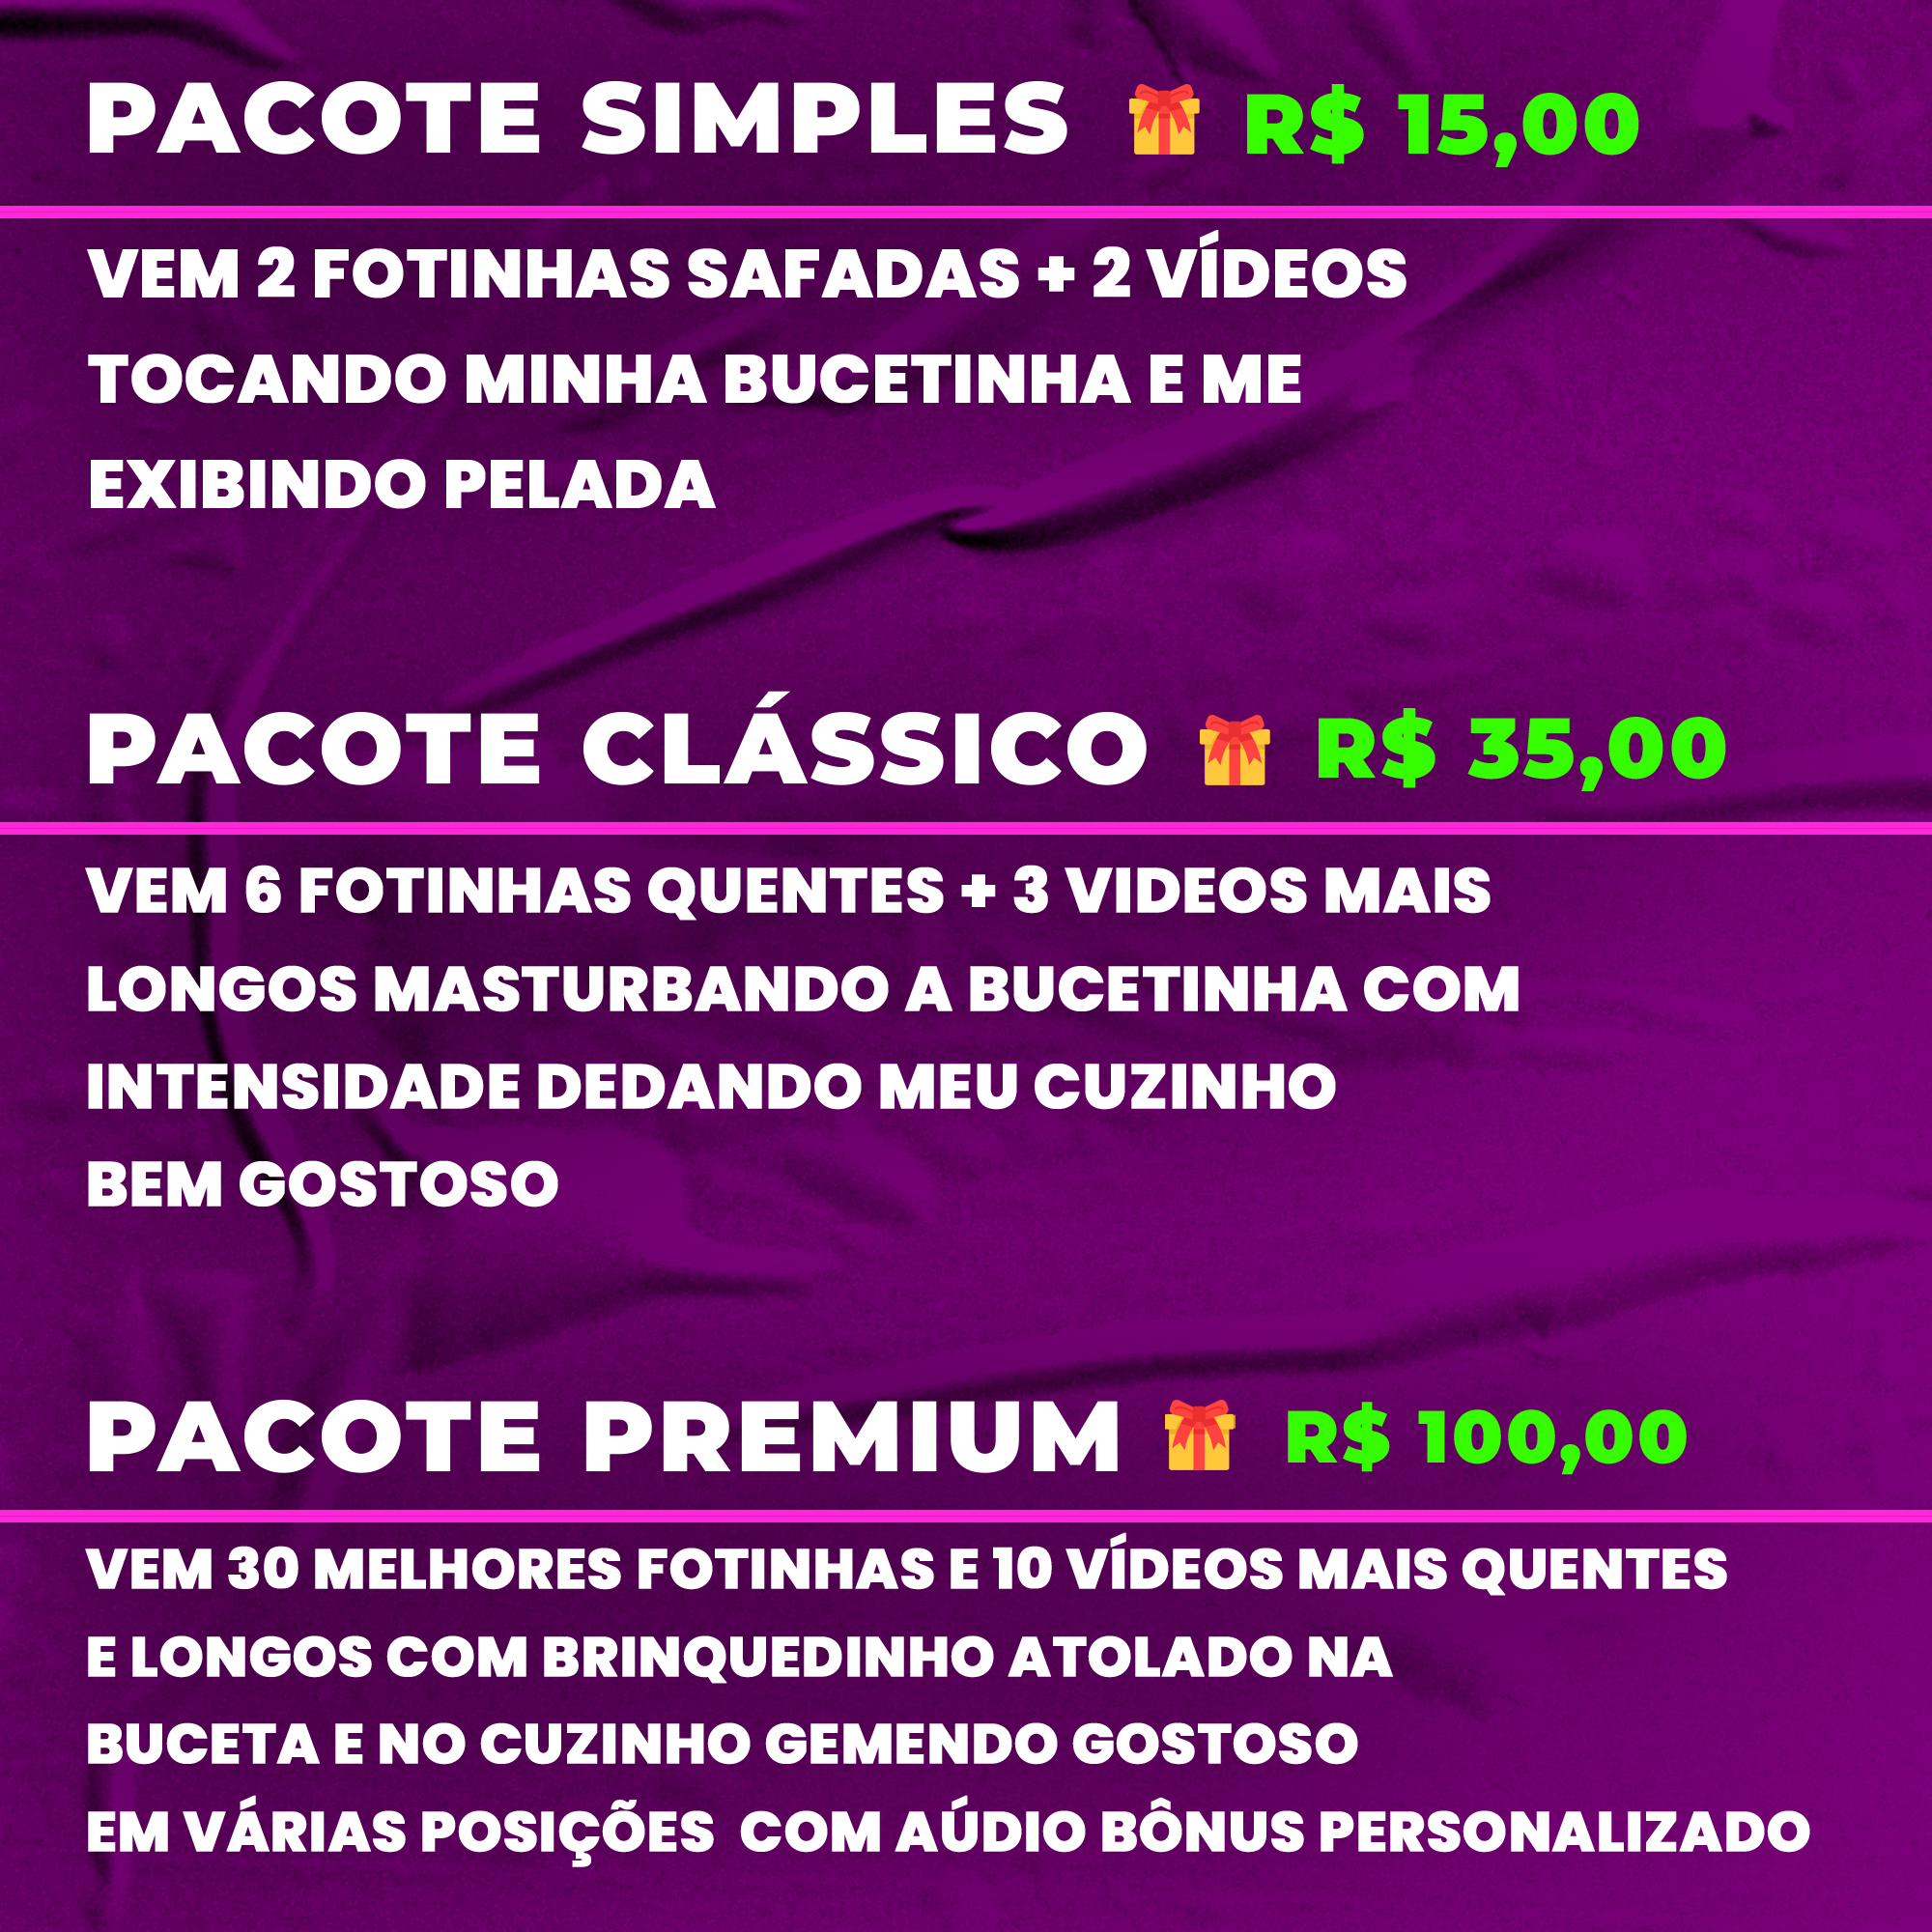 PACOTE SIMPLES 🎁 R$ 15,00
VEM 2 FOTINHAS SAFADAS + 2 VÍDEOS
TOCANDO MINHA BUCETINHA E ME
EXIBINDO PELADA
PACOTE CLÁSSICO 🎁 R$ 35,00
VEM 6 FOTINHAS QUENTES + 3 VIDEOS MAIS
LONGOS MASTURBANDO A BUCETINHA COM
INTENSIDADE DEDANDO MEU CUZINHO
BEM GOSTOSO
PACOTE PREMIUM 🎁 R$ 100,00
VEM 30 MELHORES FOTINHAS E 10 VÍDEOS MAIS QUENTES
E LONGOS COM BRINQUEDINHO ATOLADO NA
BUCETA E NO CUZINHO GEMENDO GOSTOSO
EM VÁRIAS POSIÇÕES COM AÚDIO BÔNUS PERSONALIZADO